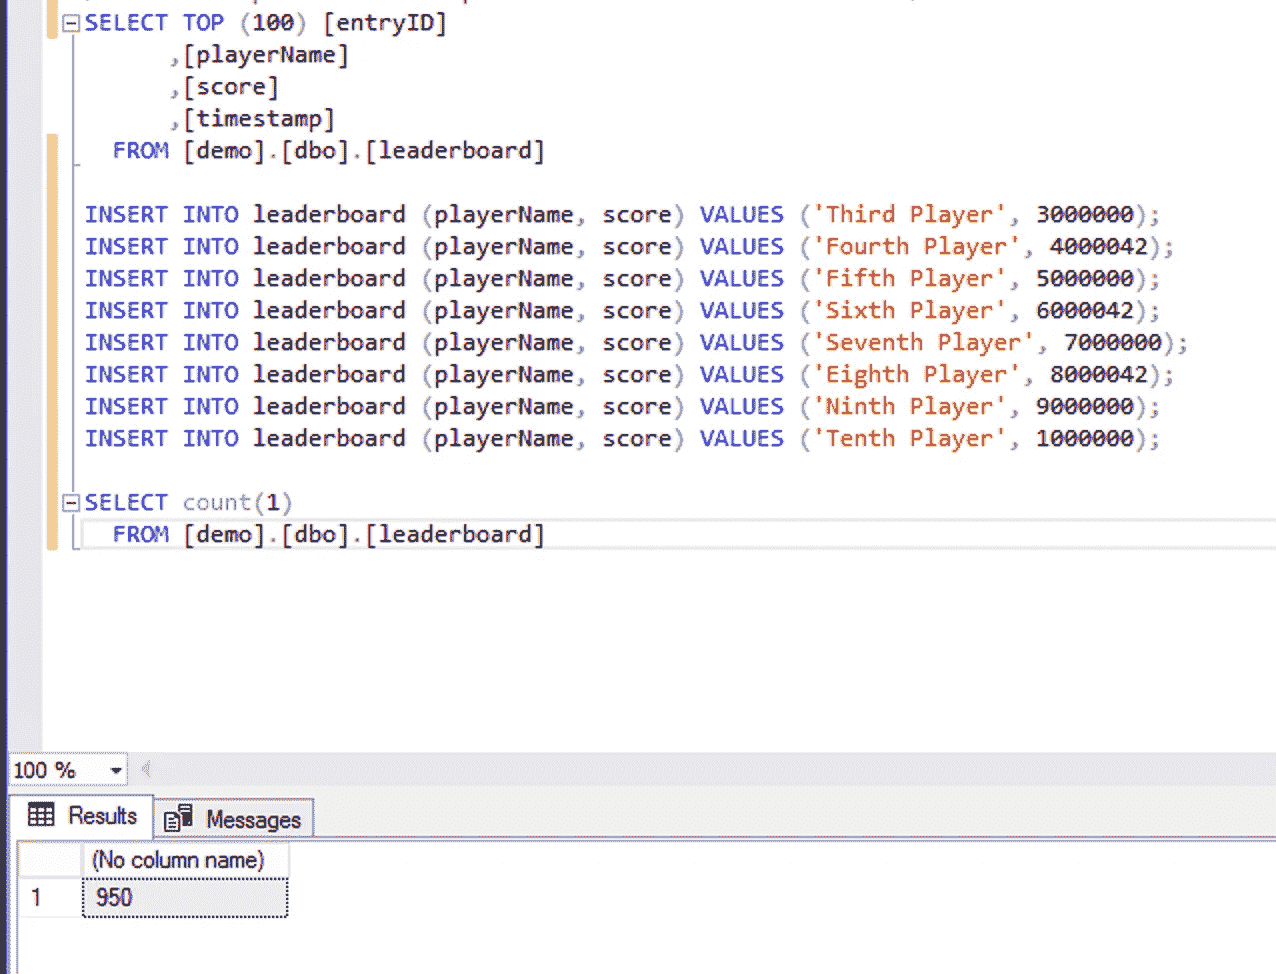 SELECT TOP (100) [entryID]
,[playerName]
,[score]
,[timestamp]
FROM [demo].[dbo].[leaderboard]
INSERT INTO leaderboard (playerName, score) VALUES ('Third Player', 3000000);
INSERT INTO leaderboard (playerName, score) VALUES ('Fourth Player', 4000042);
INSERT INTO leaderboard (playerName, score) VALUES ('Fifth Player', 5000000);
INSERT INTO leaderboard (playerName, score) VALUES ('Sixth Player', 6000042);
INSERT INTO leaderboard (playerName, score) VALUES ('Seventh Player', 7000000);
INSERT INTO leaderboard (playerName, score) VALUES ('Eighth Player', 8000042);
INSERT INTO leaderboard (playerName, score) VALUES ('Ninth Player', 9000000);
INSERT INTO leaderboard (playerName, score) VALUES ('Tenth Player', 1000000);
SELECT count(1)
FROM [demo].[dbo].[leaderboard]
100 %
Results Messages
(No column name)
1 950